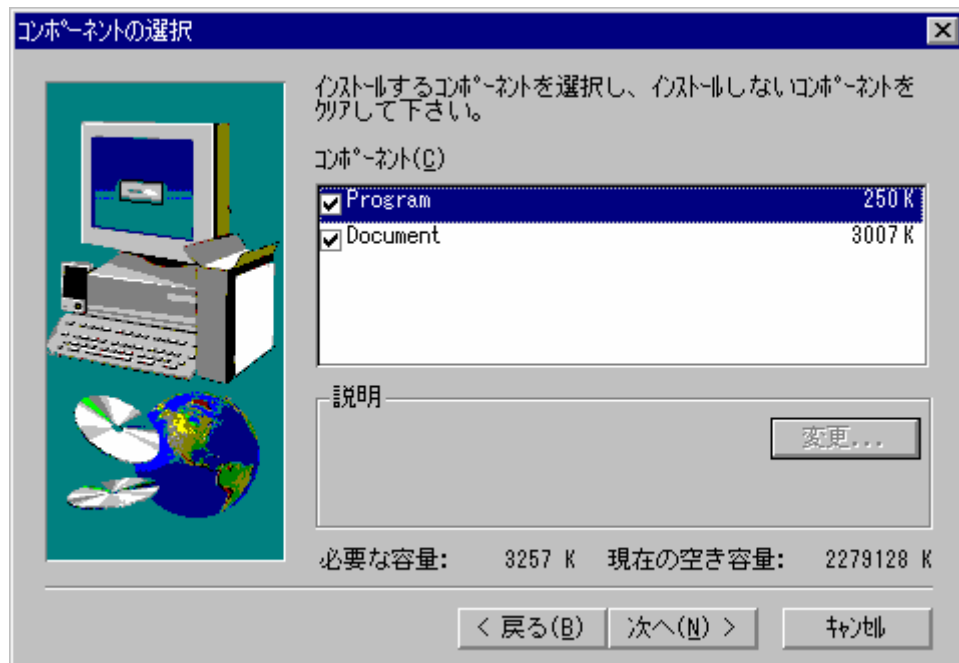 コンポーネントの選択
インストールするコンポーネントを選択し、インストールしないコンポーネントを
クリアして下さい。
コンポーネント(C)
Program 250 K
Document 3007 K
説明
変更...
必要な容量: 3257 K 現在の空き容量: 2279128 K
< 戻る(B) 次へ(N) > キャンセル